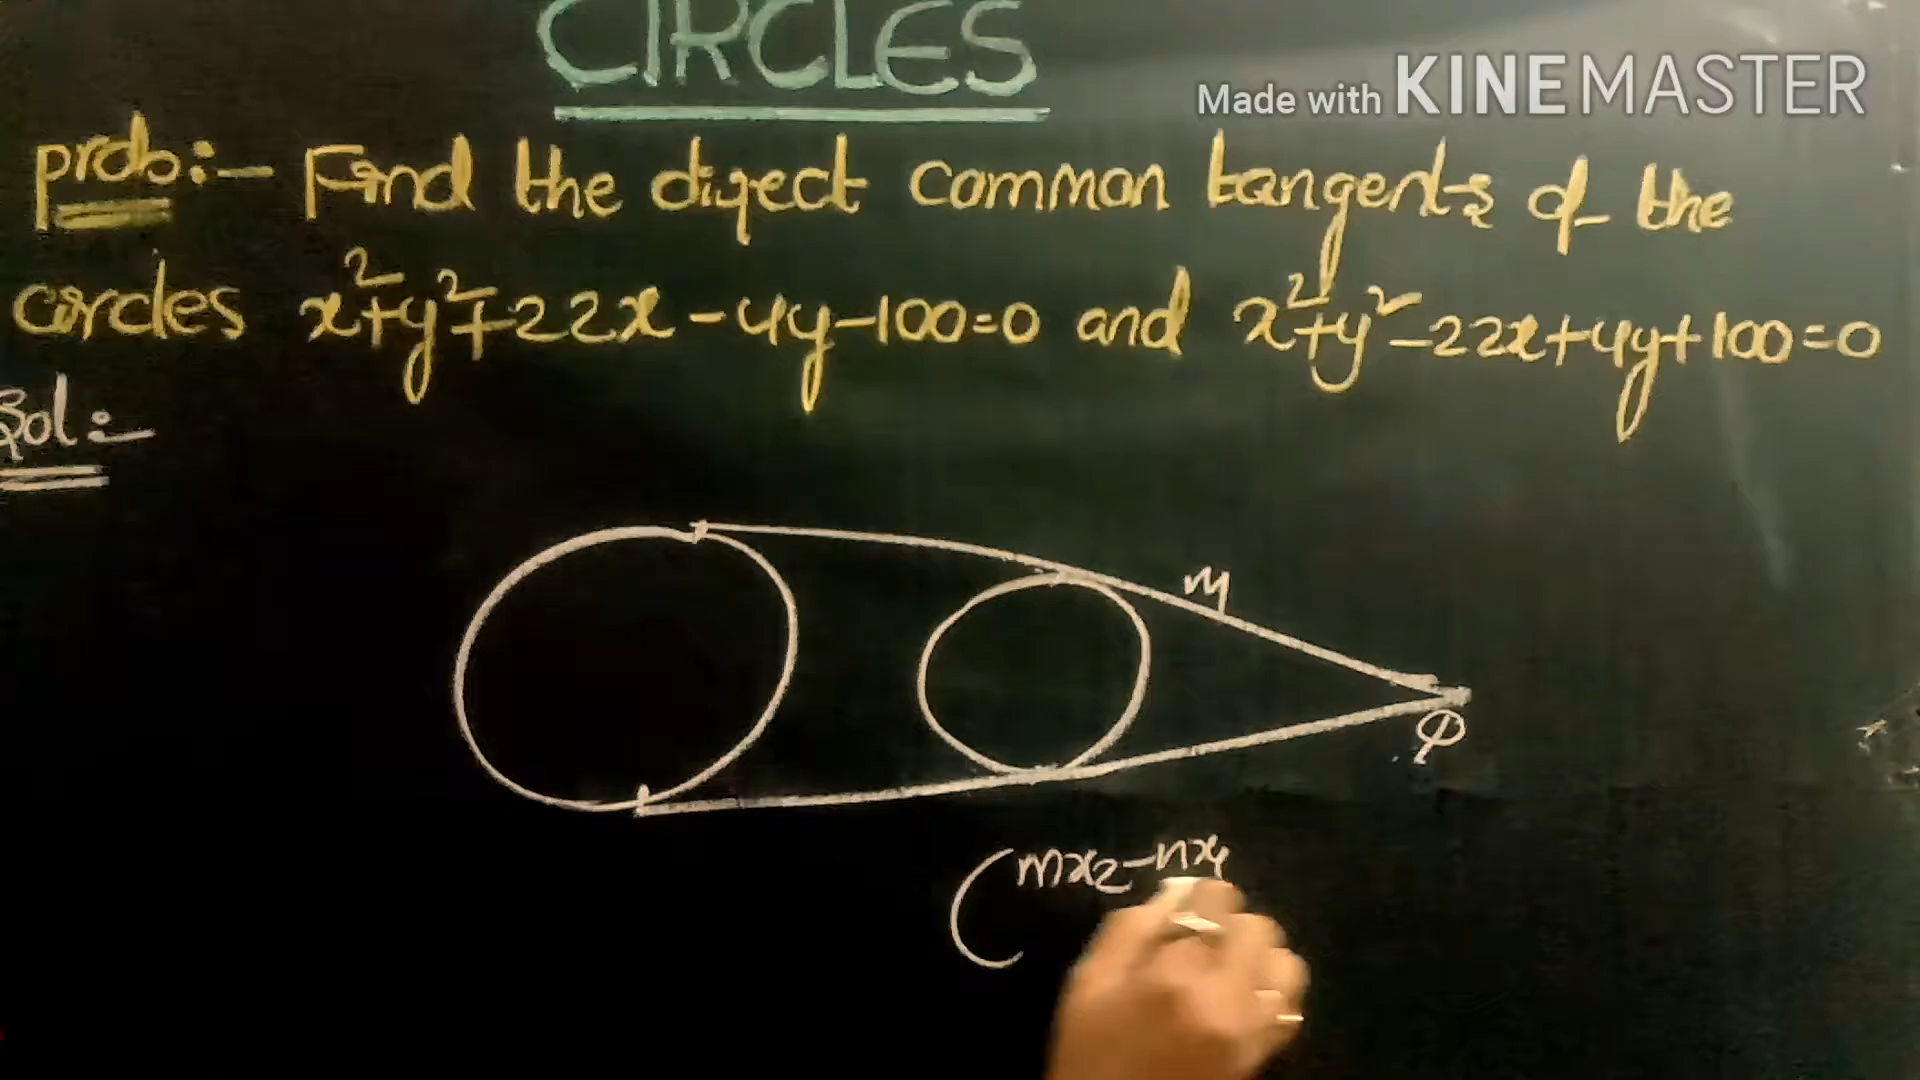 CIRCLES
Made with KINEMASTER
prob:- Find the direct common tangents of the
circles x²+y²+22x-4y-100=0 and x²+y²-22x+4y+100=0
Sol:-
m
P
(mx₂-nx₁